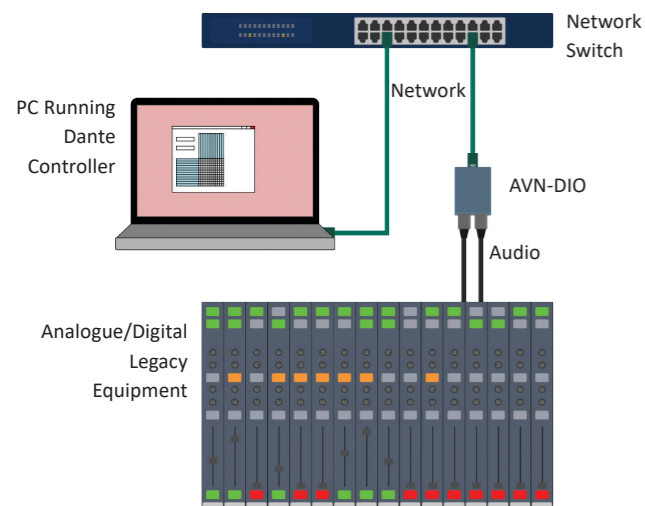 Network
Switch
Network
PC Running
Dante
Controller
AVN-DIO
Audio
Analogue/Digital
Legacy
Equipment